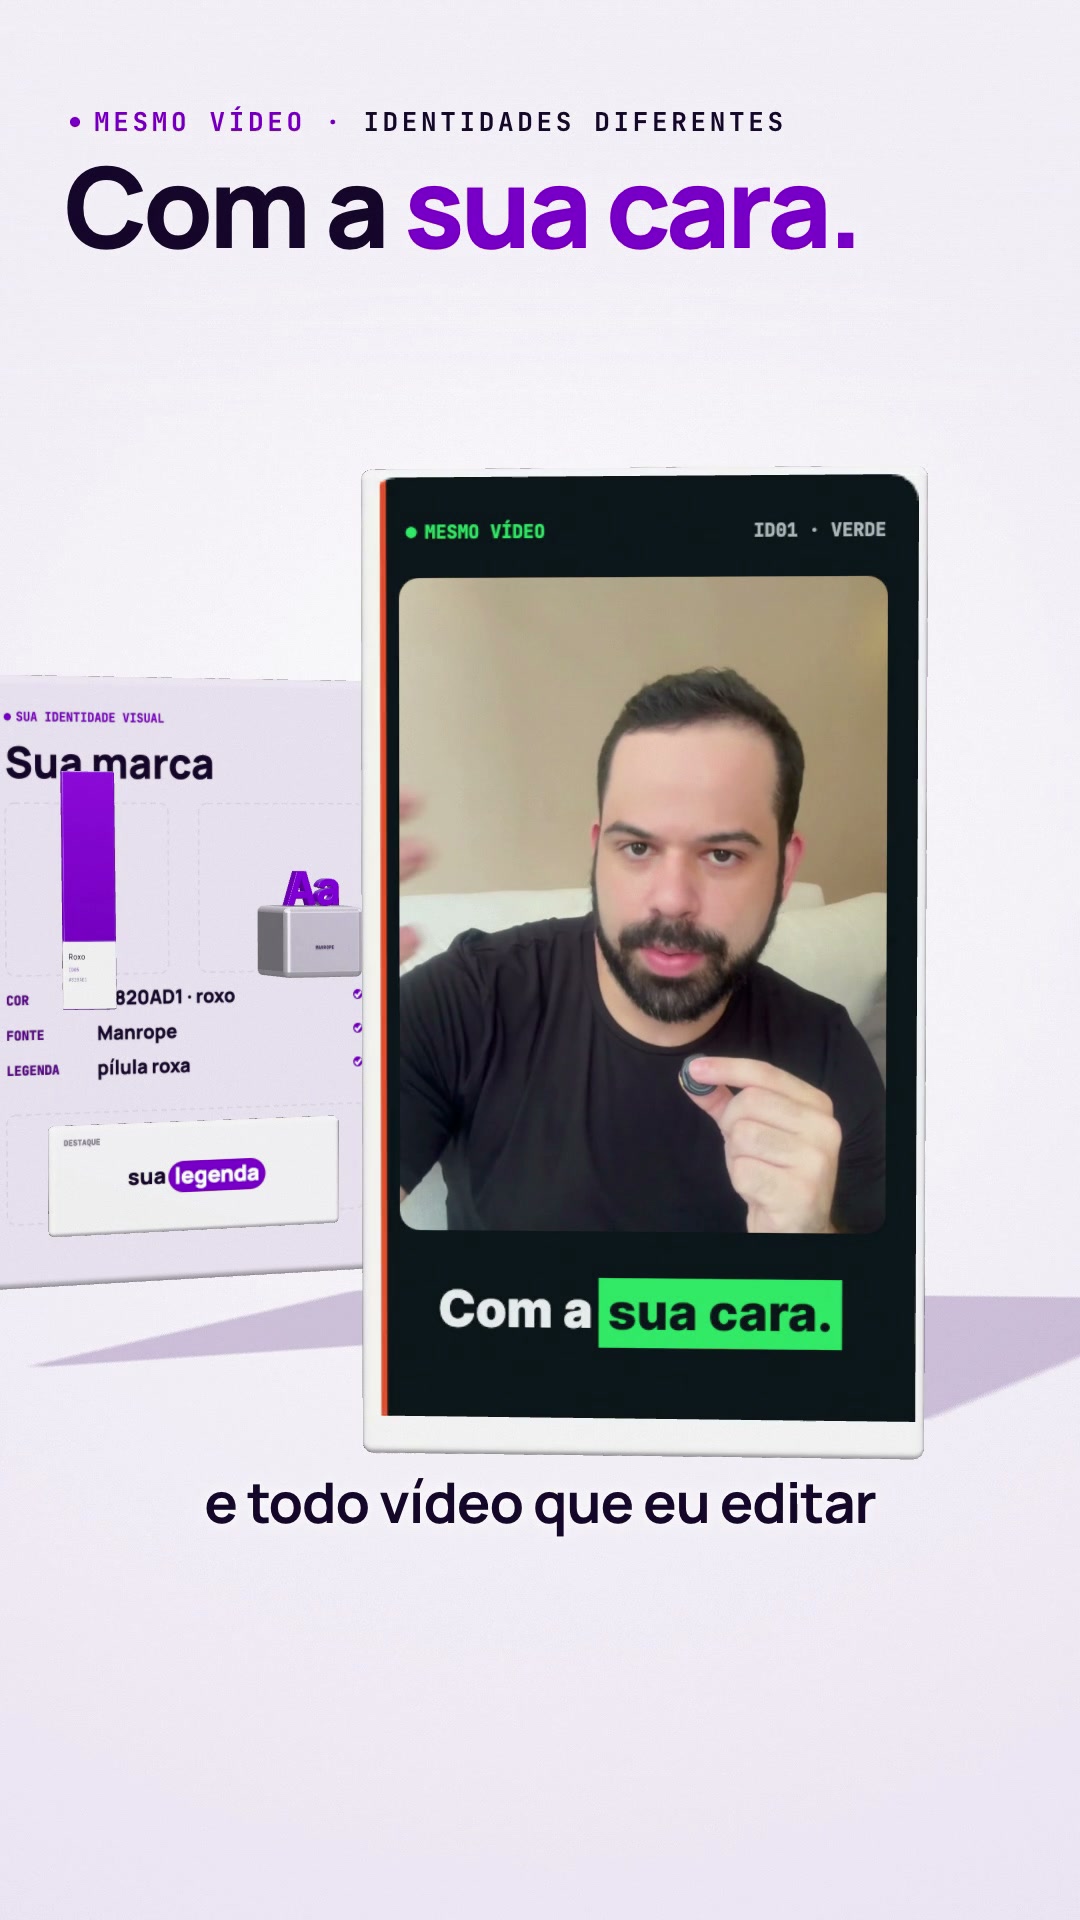 MESMO VÍDEO · IDENTIDADES DIFERENTES
Com a sua cara.
MESMO VÍDEO
ID01 · VERDE
SUA IDENTIDADE VISUAL
Sua marca
Aa
MANROPE
Roxo
COR
820AD1 · roxo
FONTE
Manrope
LEGENDA
pílula roxa
DESTAQUE
sua legenda
Com a sua cara.
e todo vídeo que eu editar